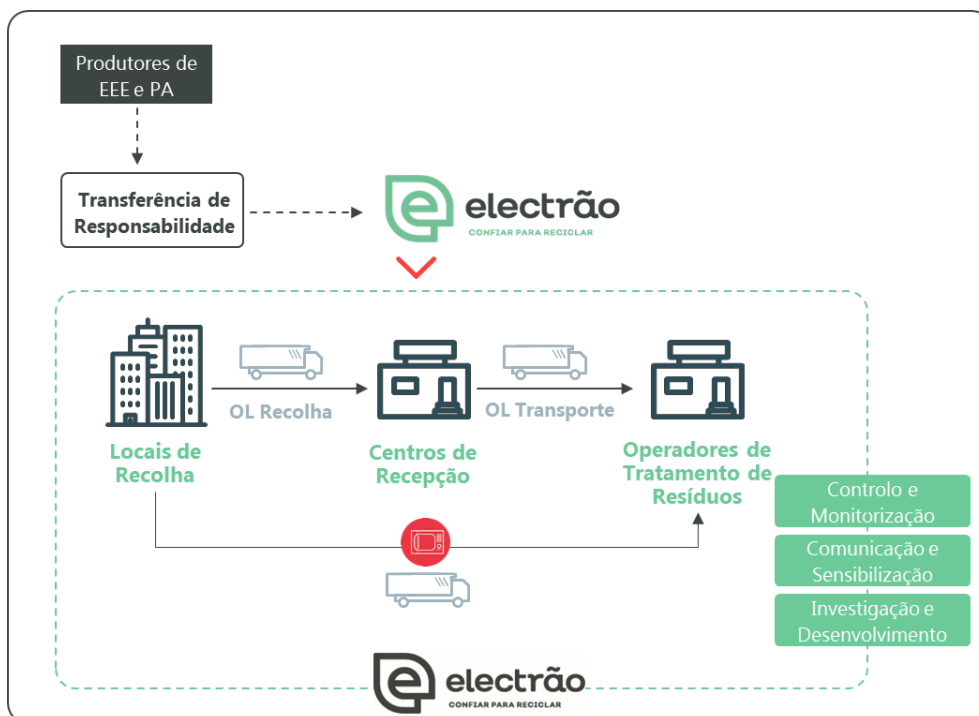 Produtores de
EEE e PA
Transferência de
Responsabilidade
electrão
CONFIAR PARA RECICLAR
OL Recolha
OL Transporte
Locais de
Recolha
Centros de
Recepção
Operadores de
Tratamento de
Resíduos
Controlo e
Monitorização
Comunicação e
Sensibilização
Investigação e
Desenvolvimento
electrão
CONFIAR PARA RECICLAR